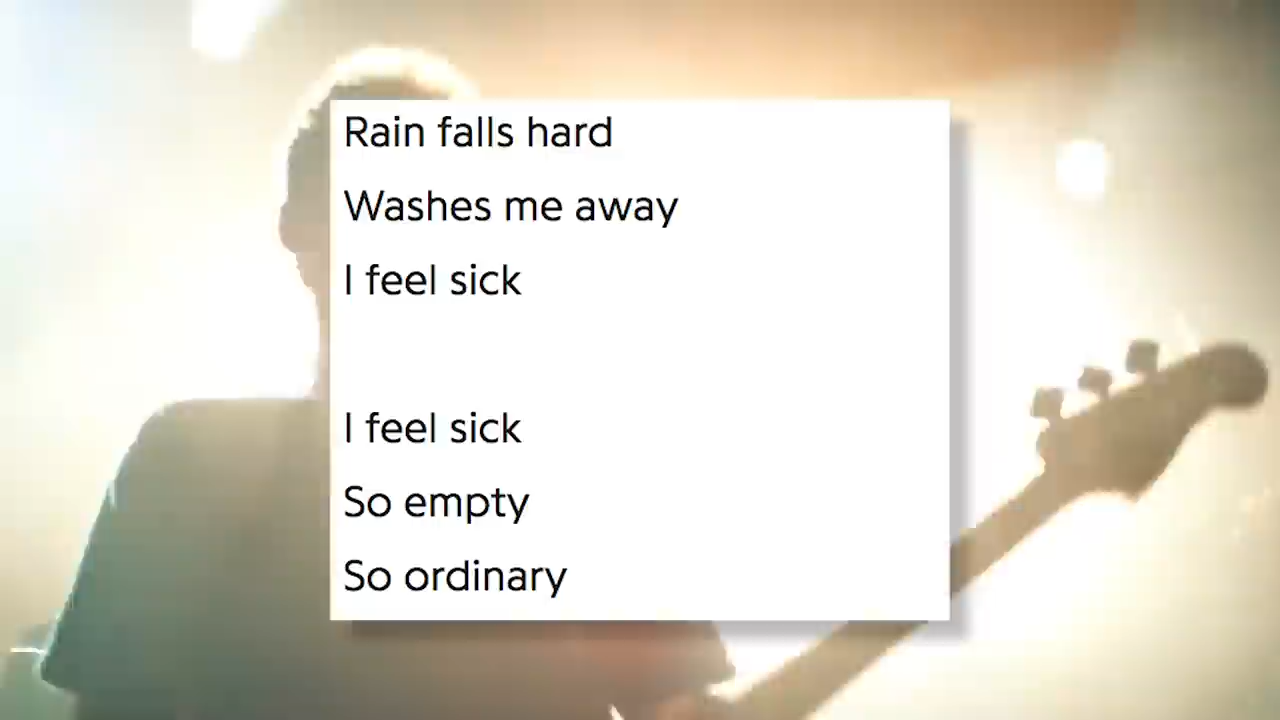 Rain falls hard
Washes me away
I feel sick
I feel sick
So empty
So ordinary